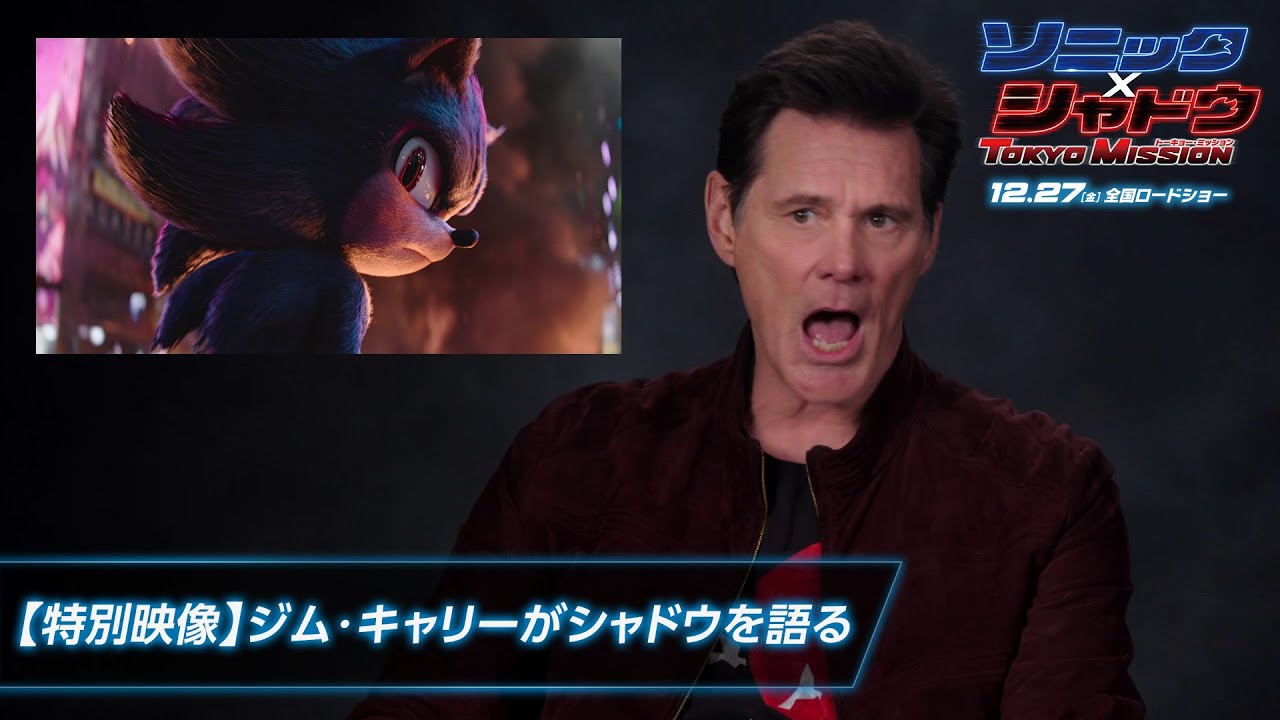 ソニック
×
シャドウ
トーキョー・ミッション
TOKYO MISSION
12.27[金]全国ロードショー
【特別映像】ジム・キャリーがシャドウを語る